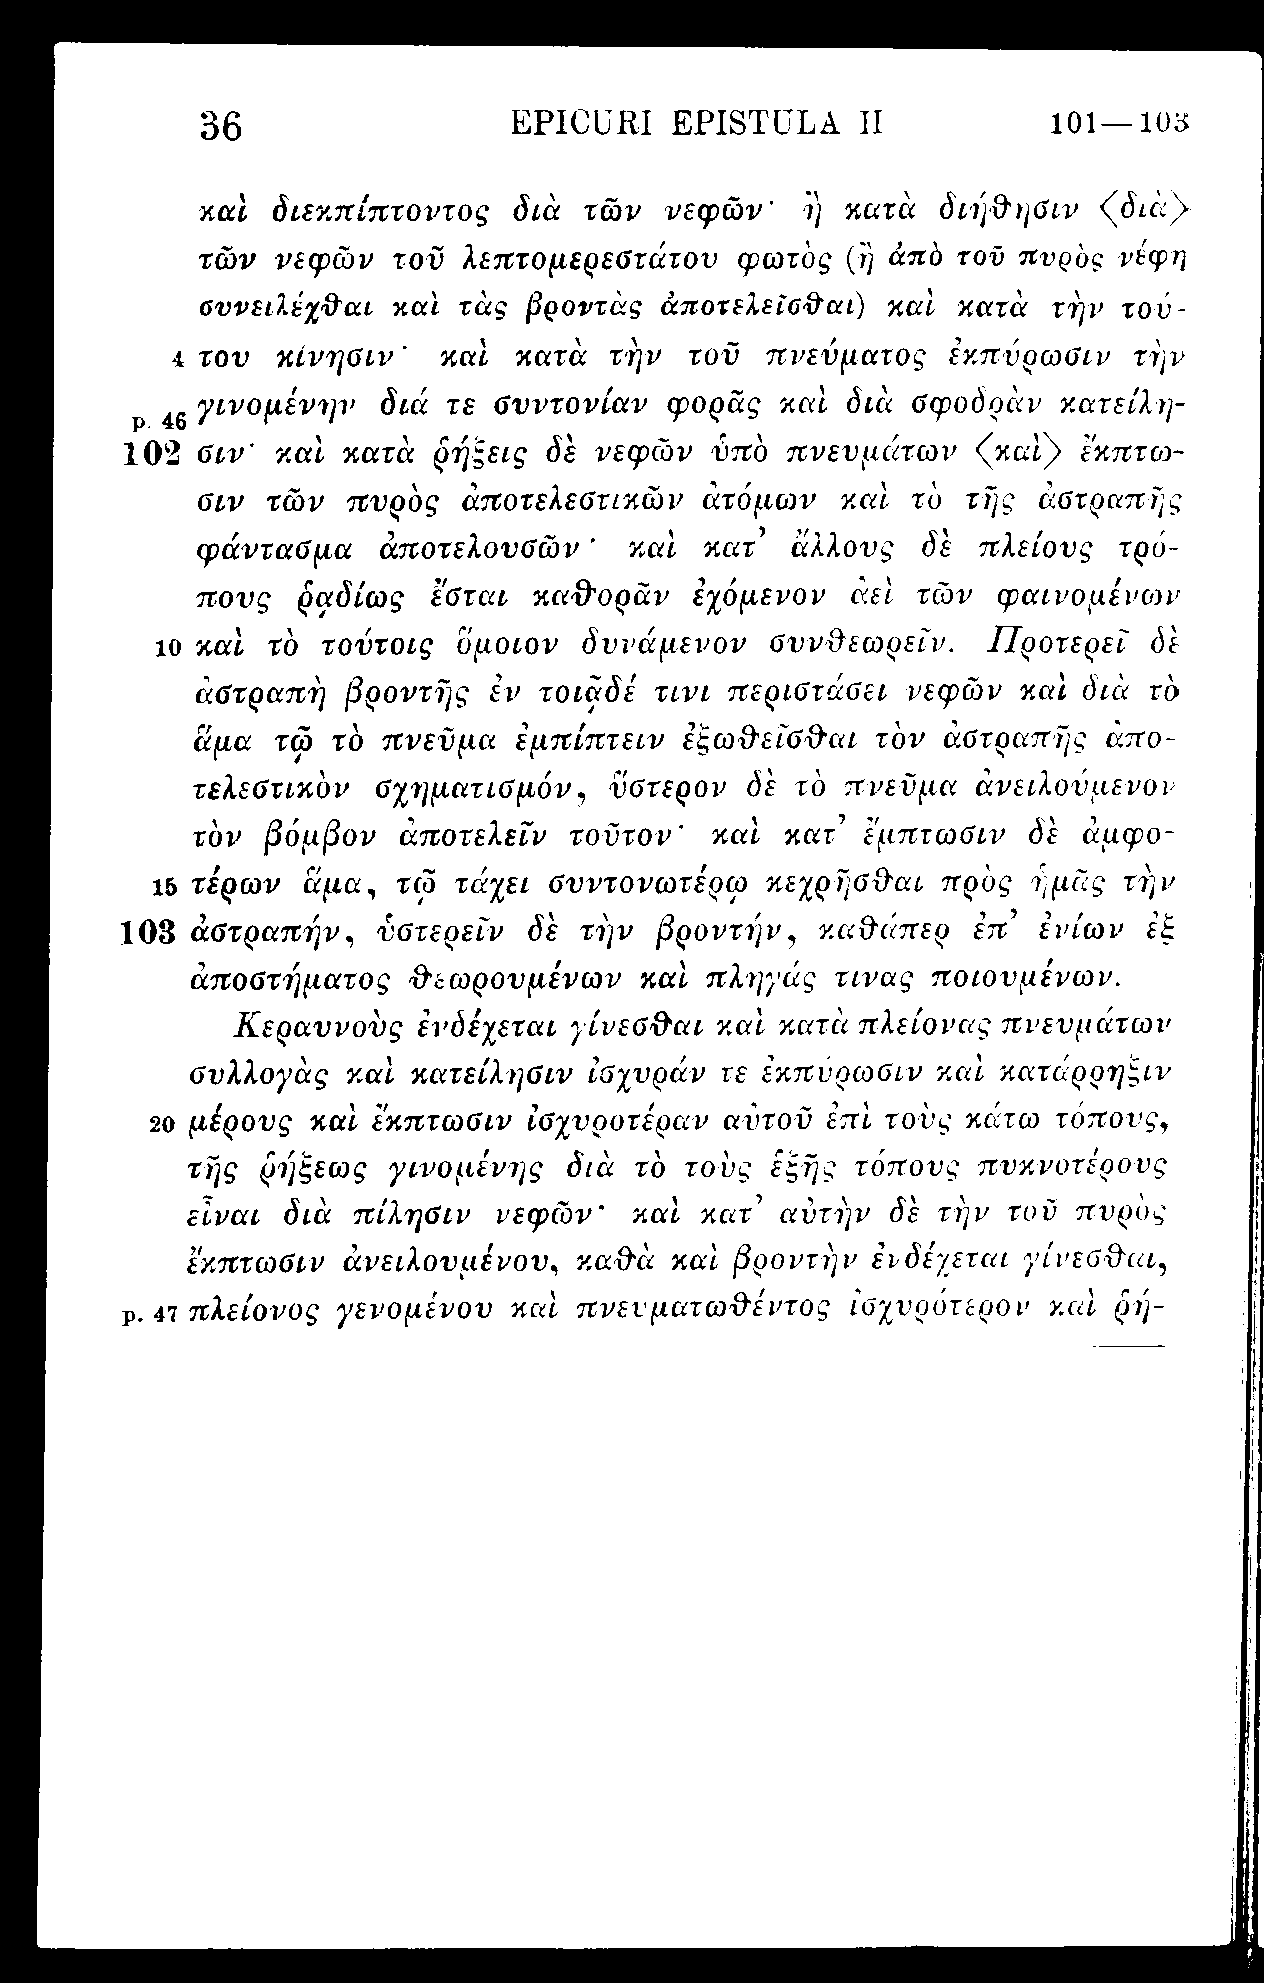 36 EPICURI EPISTULA II 101—103
καὶ διεκπίπτοντος διὰ τῶν νεφῶν· ἢ κατὰ διήθησιν ⟨διὰ⟩
τῶν νεφῶν τοῦ λεπτομερεστάτου φωτὸς (ἢ ἀπὸ τοῦ πυρὸς νέφη
συνειλέχθαι καὶ τὰς βροντὰς ἀποτελεῖσθαι) καὶ κατὰ τὴν τού-
4 του κίνησιν· καὶ κατὰ τὴν τοῦ πνεύματος ἐκπύρωσιν τὴν
p. 46 γινομένην διά τε συντονίαν φορᾶς καὶ διὰ σφοδρὰν κατείλη-
102 σιν· καὶ κατὰ ῥήξεις δὲ νεφῶν ὑπὸ πνευμάτων ⟨καὶ⟩ ἔκπτω-
σιν τῶν πυρὸς ἀποτελεστικῶν ἀτόμων καὶ τὸ τῆς ἀστραπῆς
φάντασμα ἀποτελουσῶν· καὶ κατ’ ἄλλους δὲ πλείους τρό-
πους ῥᾳδίως ἔσται καθορᾶν ἐχόμενον ἀεὶ τῶν φαινομένων
10 καὶ τὸ τούτοις ὅμοιον δυνάμενον συνθεωρεῖν. Προτερεῖ δὲ
ἀστραπὴ βροντῆς ἐν τοιᾷδέ τινι περιστάσει νεφῶν καὶ διὰ τὸ
ἅμα τῷ τὸ πνεῦμα ἐμπίπτειν ἐξωθεῖσθαι τὸν ἀστραπῆς ἀπο-
τελεστικὸν σχηματισμόν, ὕστερον δὲ τὸ πνεῦμα ἀνειλούμενον
τὸν βόμβον ἀποτελεῖν τοῦτον· καὶ κατ’ ἔμπτωσιν δὲ ἀμφο-
15 τέρων ἅμα, τῷ τάχει συντονωτέρῳ κεχρῆσθαι πρὸς ἡμᾶς τὴν
103 ἀστραπήν, ὑστερεῖν δὲ τὴν βροντήν, καθάπερ ἐπ’ ἐνίων ἐξ
ἀποστήματος θεωρουμένων καὶ πληγάς τινας ποιουμένων.
Κεραυνοὺς ἐνδέχεται γίνεσθαι καὶ κατὰ πλείονας πνευμάτων
συλλογὰς καὶ κατείλησιν ἰσχυράν τε ἐκπύρωσιν καὶ κατάρρηξιν
20 μέρους καὶ ἔκπτωσιν ἰσχυροτέραν αὐτοῦ ἐπὶ τοὺς κάτω τόπους,
τῆς ῥήξεως γινομένης διὰ τὸ τοὺς ἑξῆς τόπους πυκνοτέρους
εἶναι διὰ πίλησιν νεφῶν· καὶ κατ’ αὐτὴν δὲ τὴν τοῦ πυρὸς
ἔκπτωσιν ἀνειλουμένου, καθὰ καὶ βροντὴν ἐνδέχεται γίνεσθαι,
p. 47 πλείονος γενομένου καὶ πνευματωθέντος ἰσχυρότερον καὶ ῥή-